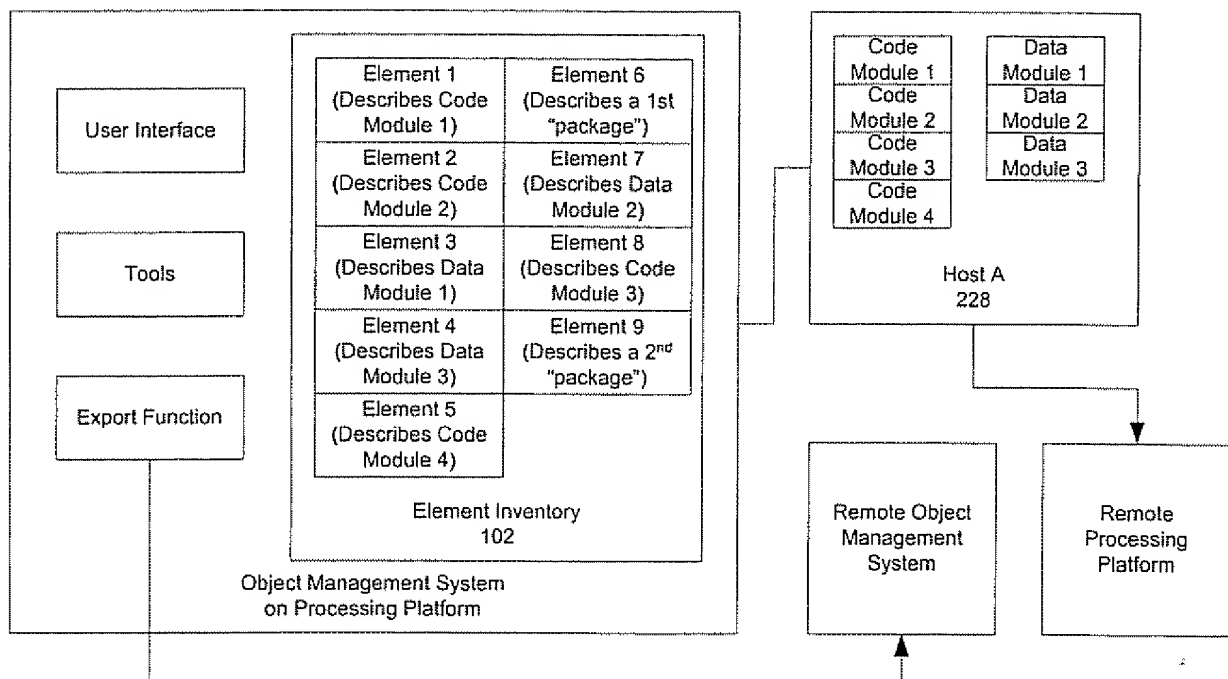 User Interface
Tools
Export Function
Element 1
(Describes Code
Module 1)
Element 2
(Describes Code
Module 2)
Element 3
(Describes Data
Module 1)
Element 4
(Describes Data
Module 3)
Element 5
(Describes Code
Module 4)
Element 6
(Describes a 1st
“package”)
Element 7
(Describes Data
Module 2)
Element 8
(Describes Code
Module 3)
Element 9
(Describes a 2nd
“package”)
Element Inventory
102
Object Management System
on Processing Platform
Code
Module 1
Code
Module 2
Code
Module 3
Code
Module 4
Data
Module 1
Data
Module 2
Data
Module 3
Host A
228
Remote Object
Management
System
Remote
Processing
Platform